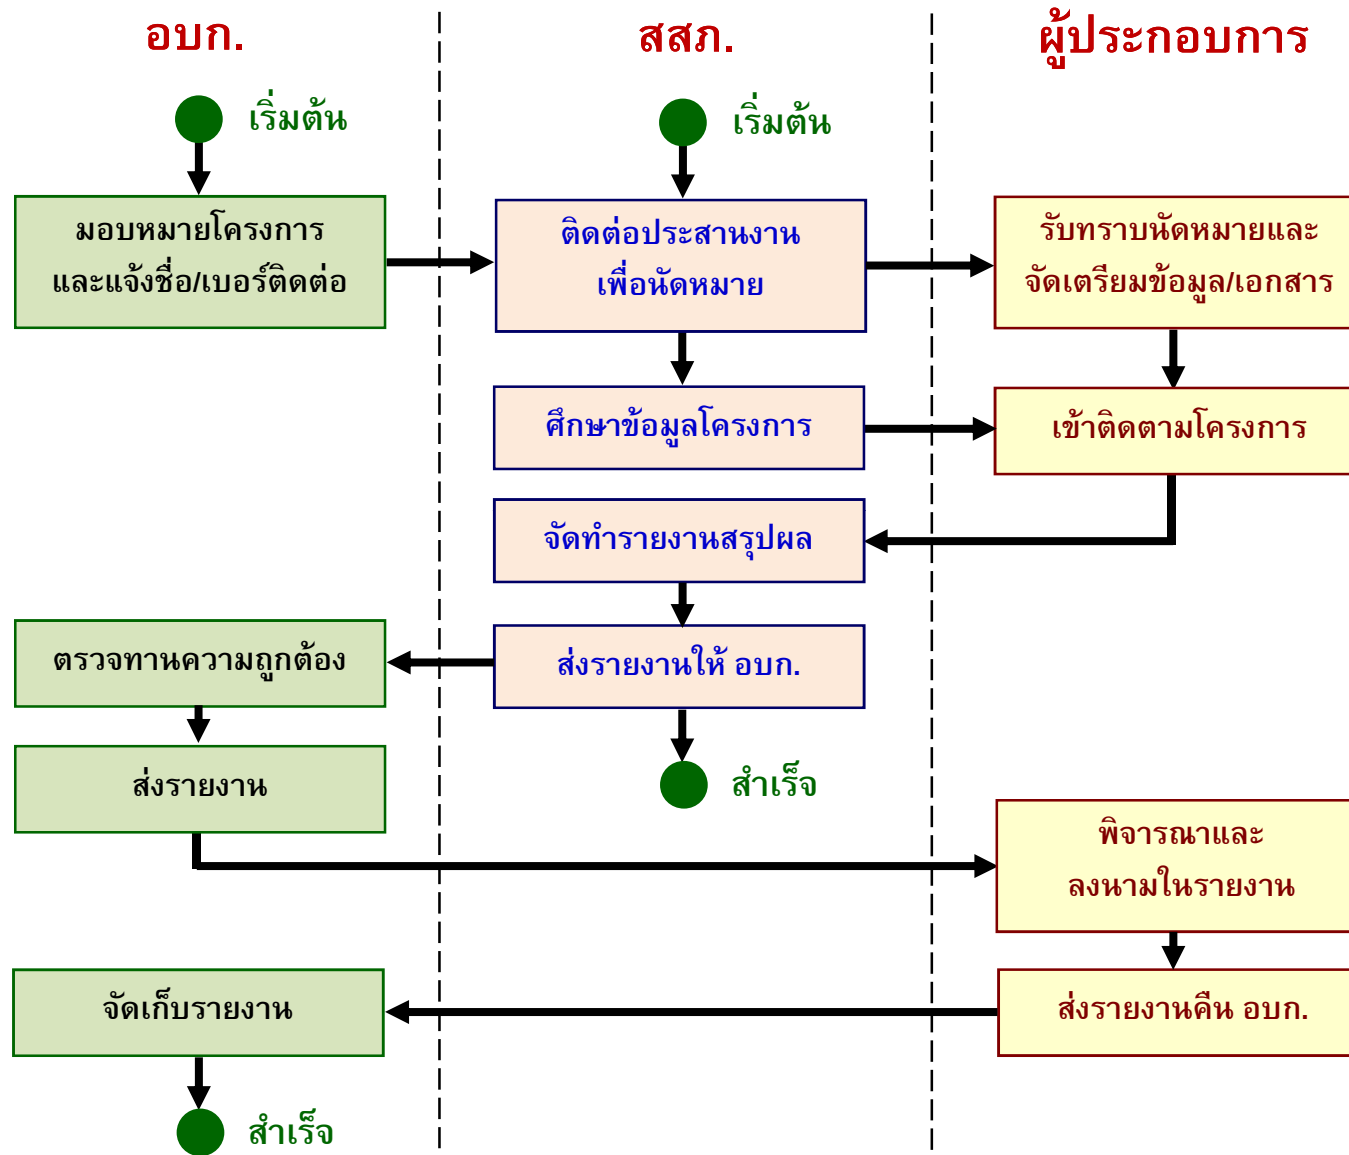 อบก.
สสภ.
ผู้ประกอบการ
เริ่มต้น
เริ่มต้น
มอบหมายโครงการ
และแจ้งชื่อ/เบอร์ติดต่อ
ติดต่อประสานงาน
เพื่อนัดหมาย
รับทราบนัดหมายและ
จัดเตรียมข้อมูล/เอกสาร
ศึกษาข้อมูลโครงการ
เข้าติดตามโครงการ
จัดทำรายงานสรุปผล
ตรวจทานความถูกต้อง
ส่งรายงานให้ อบก.
ส่งรายงาน
สำเร็จ
พิจารณาและ
ลงนามในรายงาน
จัดเก็บรายงาน
ส่งรายงานคืน อบก.
สำเร็จ